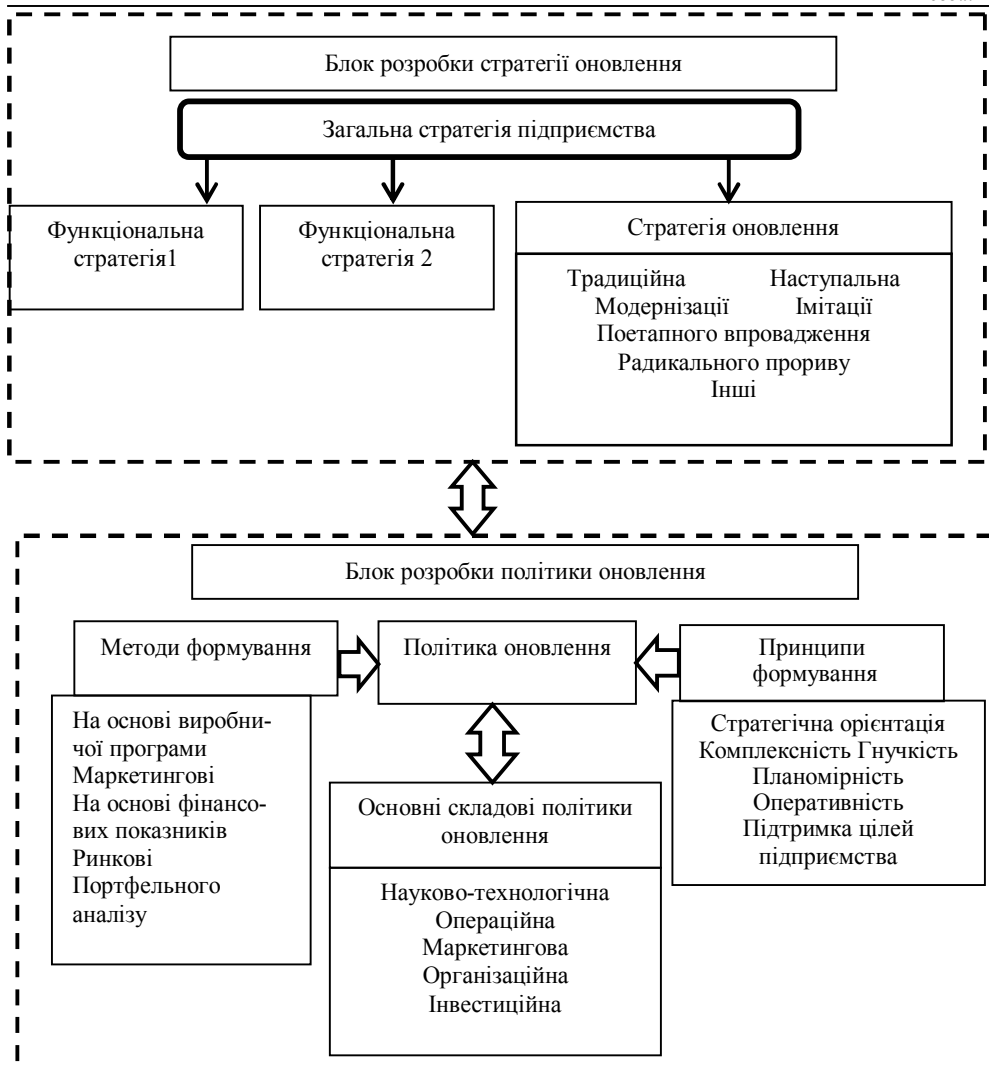 Блок розробки стратегії оновлення
Загальна стратегія підприємства
Функціональна
стратегія1
Функціональна
стратегія 2
Стратегія оновлення
Традиційна Наступальна
Модернізації Імітації
Поетапного впровадження
Радикального прориву
Інші
Блок розробки політики оновлення
Методи формування
Політика оновлення
Принципи
формування
На основі виробни-
чої програми
Маркетингові
На основі фінансо-
вих показників
Ринкові
Портфельного
аналізу
Основні складові політики
оновлення
Науково-технологічна
Операційна
Маркетингова
Організаційна
Інвестиційна
Стратегічна орієнтація
Комплексність Гнучкість
Планомірність
Оперативність
Підтримка цілей
підприємства